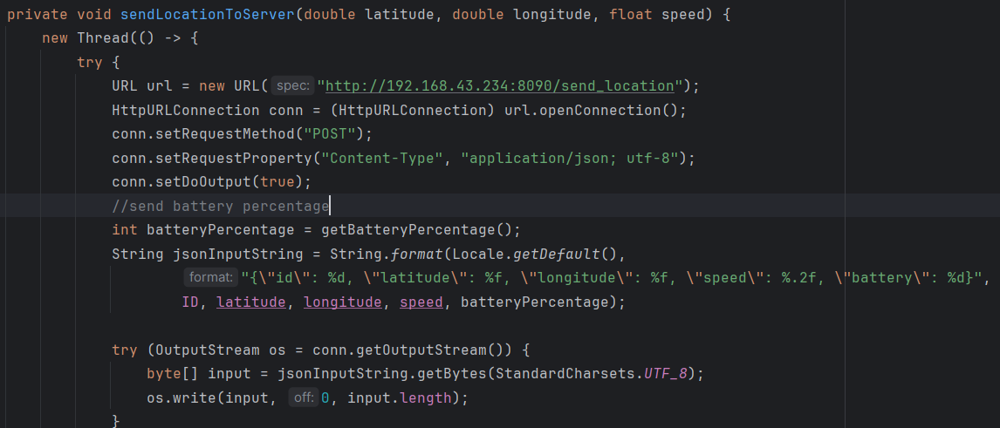 private void sendLocationToServer(double latitude, double longitude, float speed) {
new Thread(() -> {
try {
URL url = new URL( spec: "http://192.168.43.234:8090/send_location");
HttpURLConnection conn = (HttpURLConnection) url.openConnection();
conn.setRequestMethod("POST");
conn.setRequestProperty("Content-Type", "application/json; utf-8");
conn.setDoOutput(true);
//send battery percentage
int batteryPercentage = getBatteryPercentage();
String jsonInputString = String.format(Locale.getDefault(),
format: "{\"id\": %d, \"latitude\": %f, \"longitude\": %f, \"speed\": %.2f, \"battery\": %d}",
ID, latitude, longitude, speed, batteryPercentage);
try (OutputStream os = conn.getOutputStream()) {
byte[] input = jsonInputString.getBytes(StandardCharsets.UTF_8);
os.write(input, off: 0, input.length);
}